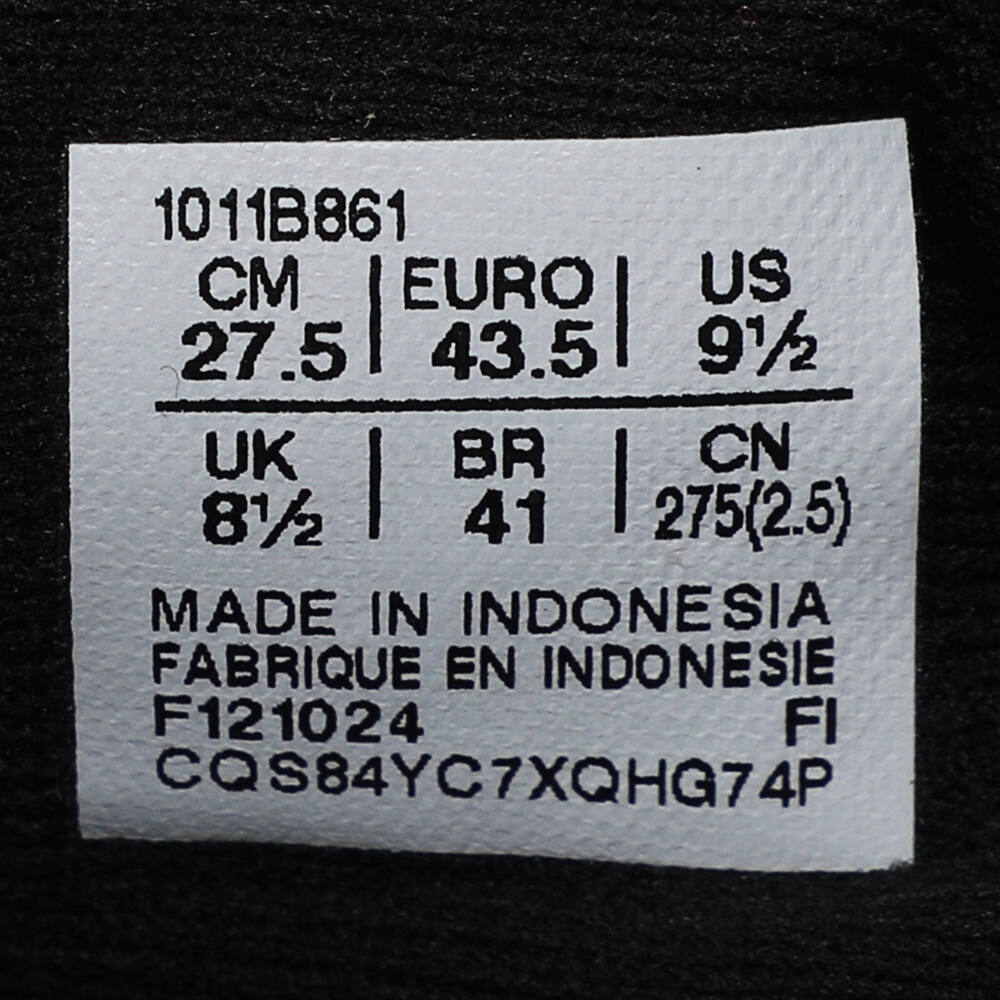 1011B861
CM | EURO | US
27.5 | 43.5 | 9½
UK | BR | CN
8½ | 41 | 275(2.5)
MADE IN INDONESIA
FABRIQUE EN INDONESIE
F121024 FI
CQS84YC7XQHG74P